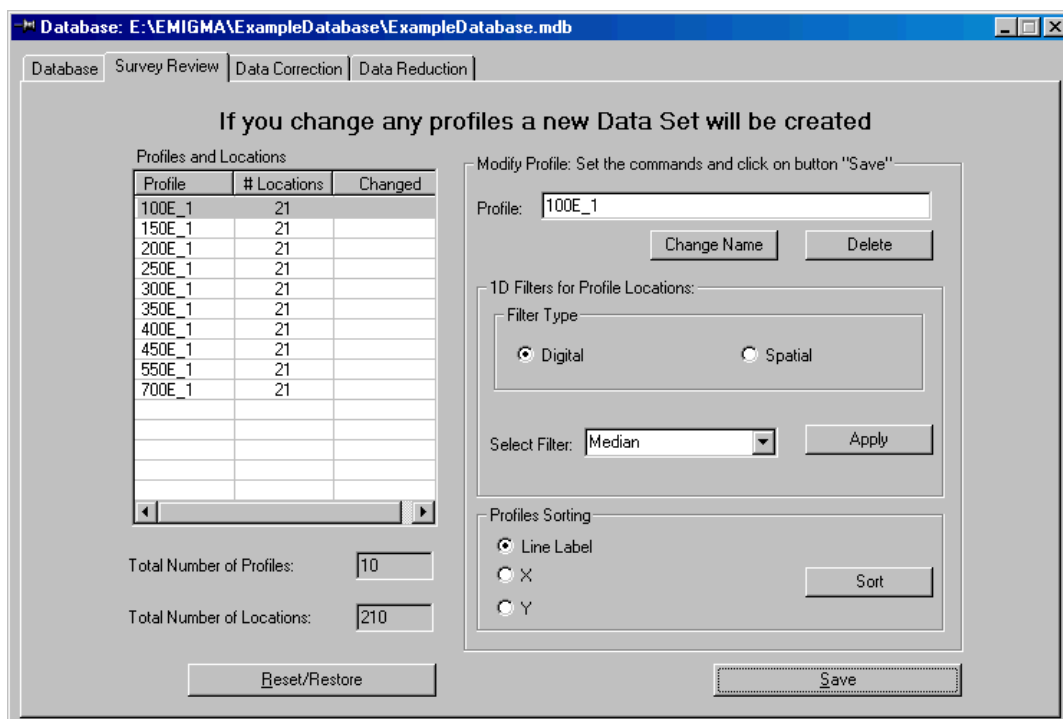 Database: E:\EMIGMA\ExampleDatabase\ExampleDatabase.mdb
Database Survey Review Data Correction Data Reduction
If you change any profiles a new Data Set will be created
Profiles and Locations
Profile # Locations Changed
100E_1 21
150E_1 21
200E_1 21
250E_1 21
300E_1 21
350E_1 21
400E_1 21
450E_1 21
550E_1 21
700E_1 21
Total Number of Profiles: 10
Total Number of Locations: 210
Reset/Restore
Modify Profile: Set the commands and click on button "Save"
Profile: 100E_1
Change Name Delete
1D Filters for Profile Locations:
Filter Type
Digital Spatial
Select Filter: Median Apply
Profiles Sorting
Line Label
X
Y
Sort
Save